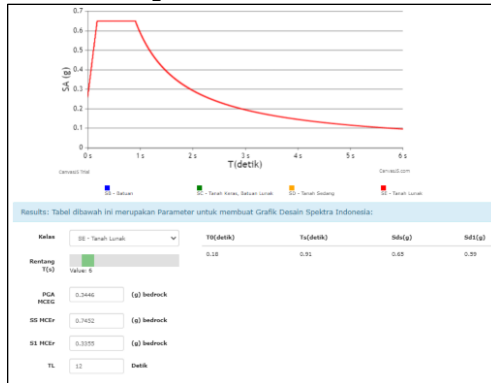 0.7
0.6
0.5
0.4
0.3
0.2
0.1
0
SA (g)
0 s 1 s 2 s 3 s 4 s 5 s 6 s
T(detik)
CanvasJS Trial CanvasJS.com
SA - Batuan SC - Tanah Keras, Batuan Lunak SD - Tanah Sedang SE - Tanah Lunak
Results: Tabel dibawah ini merupakan Parameter untuk membuat Grafik Desain Spektra Indonesia:
Kelas SE - Tanah Lunak T0(detik) Ts(detik) Sds(g) Sd1(g)
0.18 0.91 0.65 0.59
Rentang T(s) Value: 6
PGA MCEG 0.3446 (g) bedrock
SS MCEr 0.7452 (g) bedrock
S1 MCEr 0.3355 (g) bedrock
TL 12 Detik